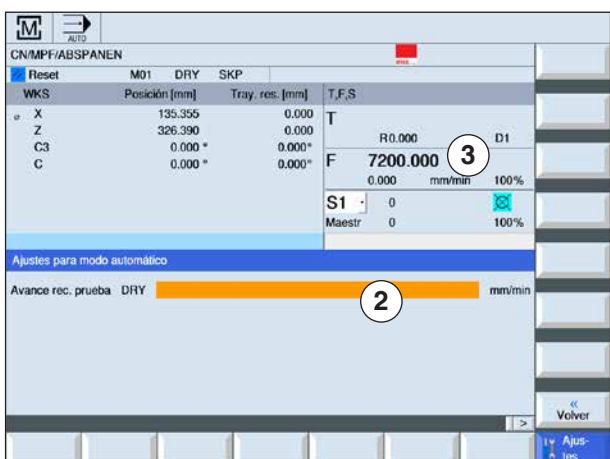 M
AUTO
CN/MPF/ABSPANEN
Reset M01 DRY SKP
WKS Posición [mm] Tray. res. [mm] T,F,S
X 135.355 0.000
Z 326.390 0.000
C3 0.000 * 0.000°
C 0.000 * 0.000°
T
R0.000 D1
F 7200.000 3
0.000 mm/min 100%
S1 0
Maestr 0 100%
Ajustes para modo automático
Avance rec. prueba DRY 2 mm/min
«
Volver
>
Ajus-
tes